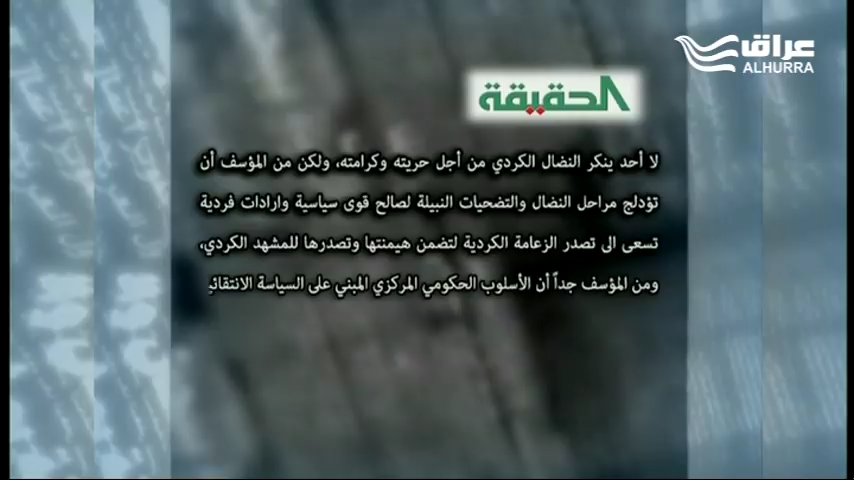 عراق
ALHURRA
الحقيقة
لا أحد ينكر النضال الكردي من أجل حريته وكرامته، ولكن من المؤسف أن
تؤدلج مراحل النضال والتضحيات النبيلة لصالح قوى سياسية وارادات فردية
تسعى الى تصدر الزعامة الكردية لتضمن هيمنتها وتصدرها للمشهد الكردي،
ومن المؤسف جداً أن الأسلوب الحكومي المركزي المبني على السياسة